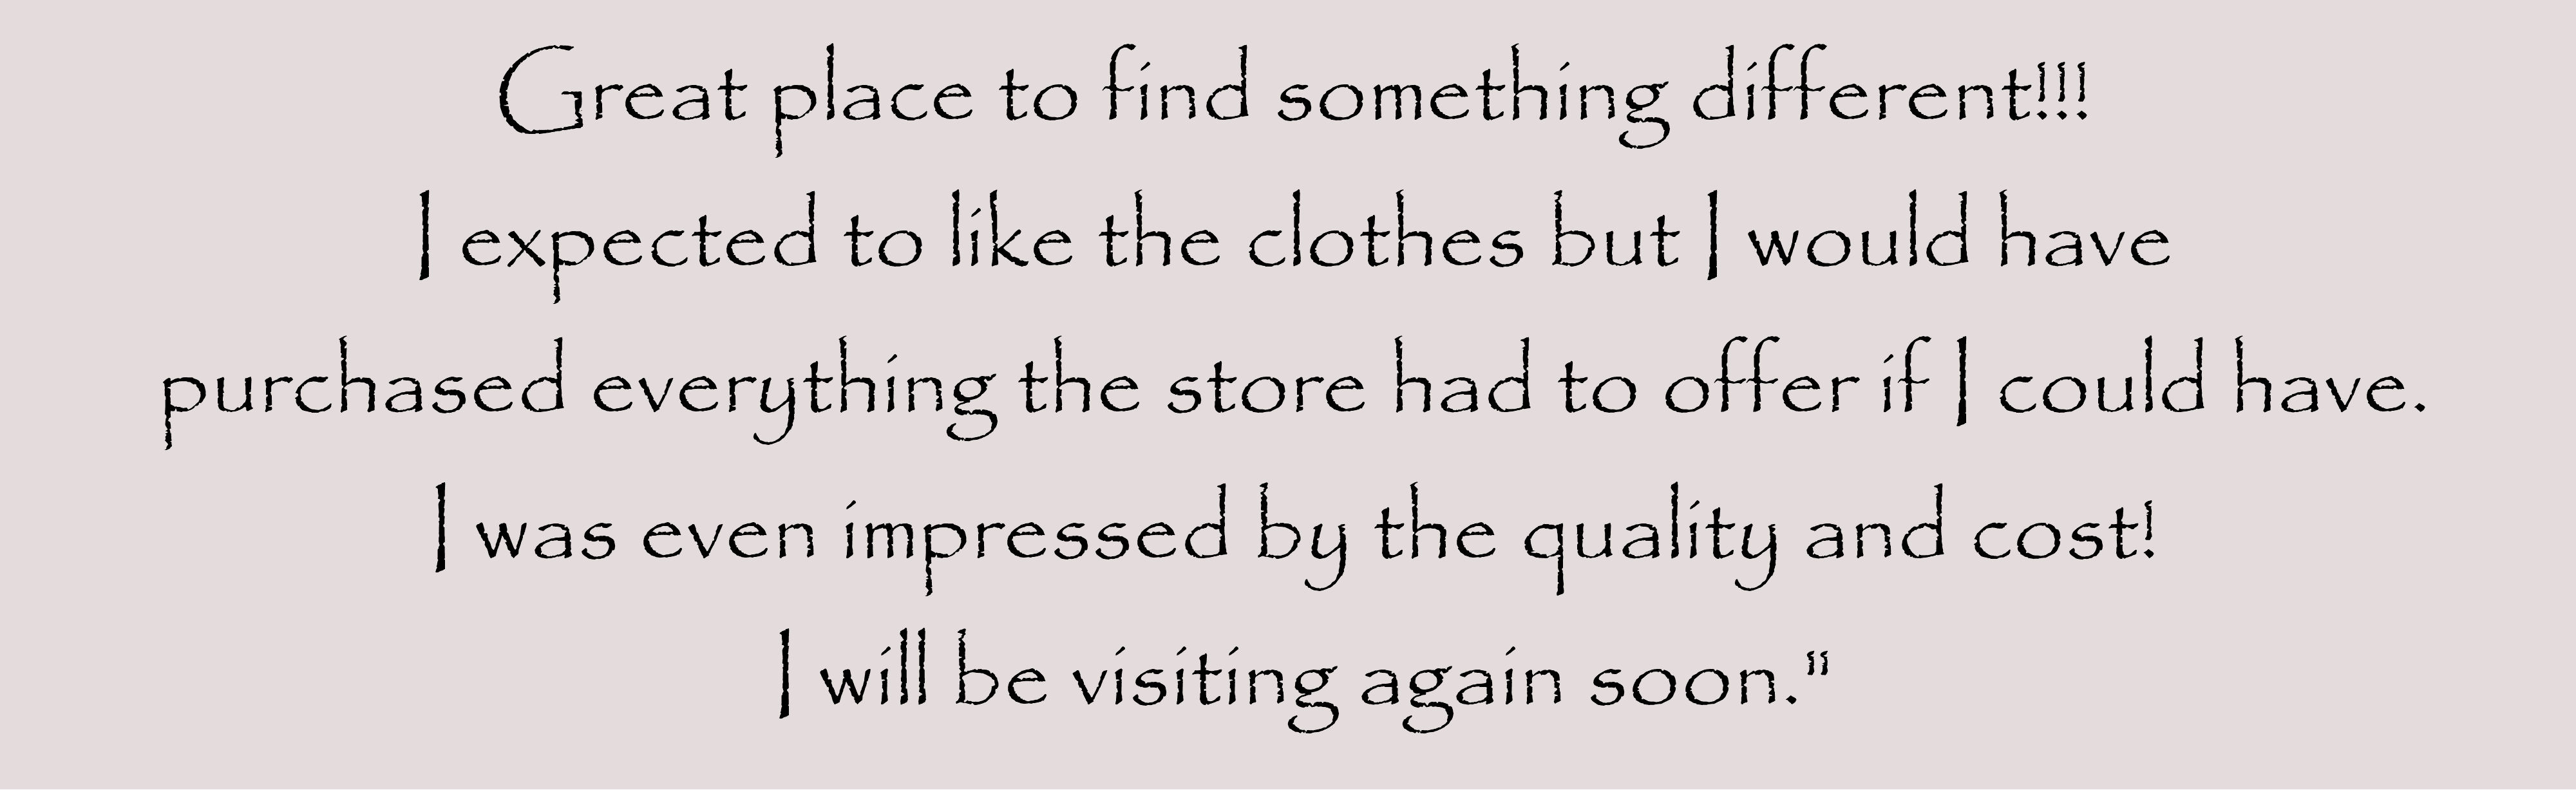 Great place to find something different!!!
I expected to like the clothes but I would have
purchased everything the store had to offer if I could have.
I was even impressed by the quality and cost!
I will be visiting again soon."